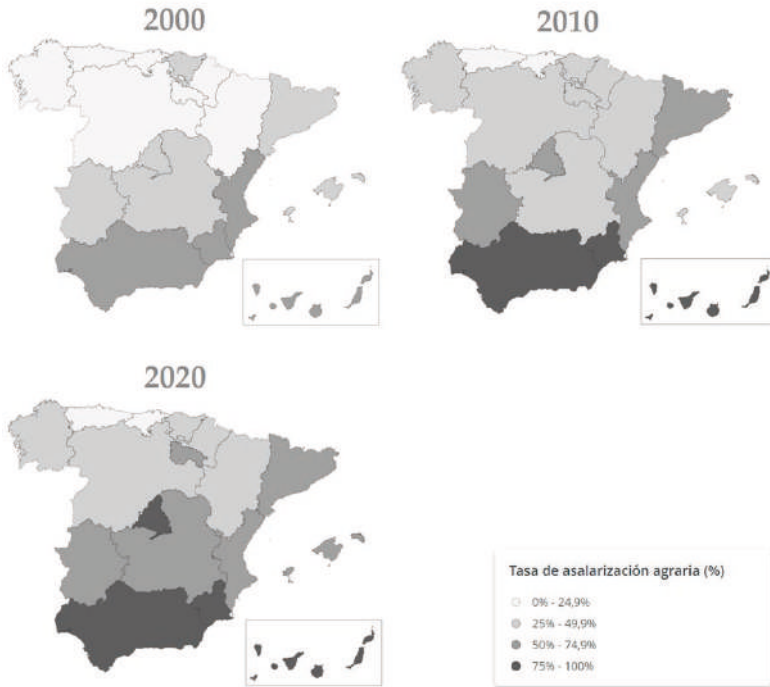 2000
2010
2020
Tasa de asalarización agraria (%)
0% - 24,9%
25% - 49,9%
50% - 74,9%
75% - 100%